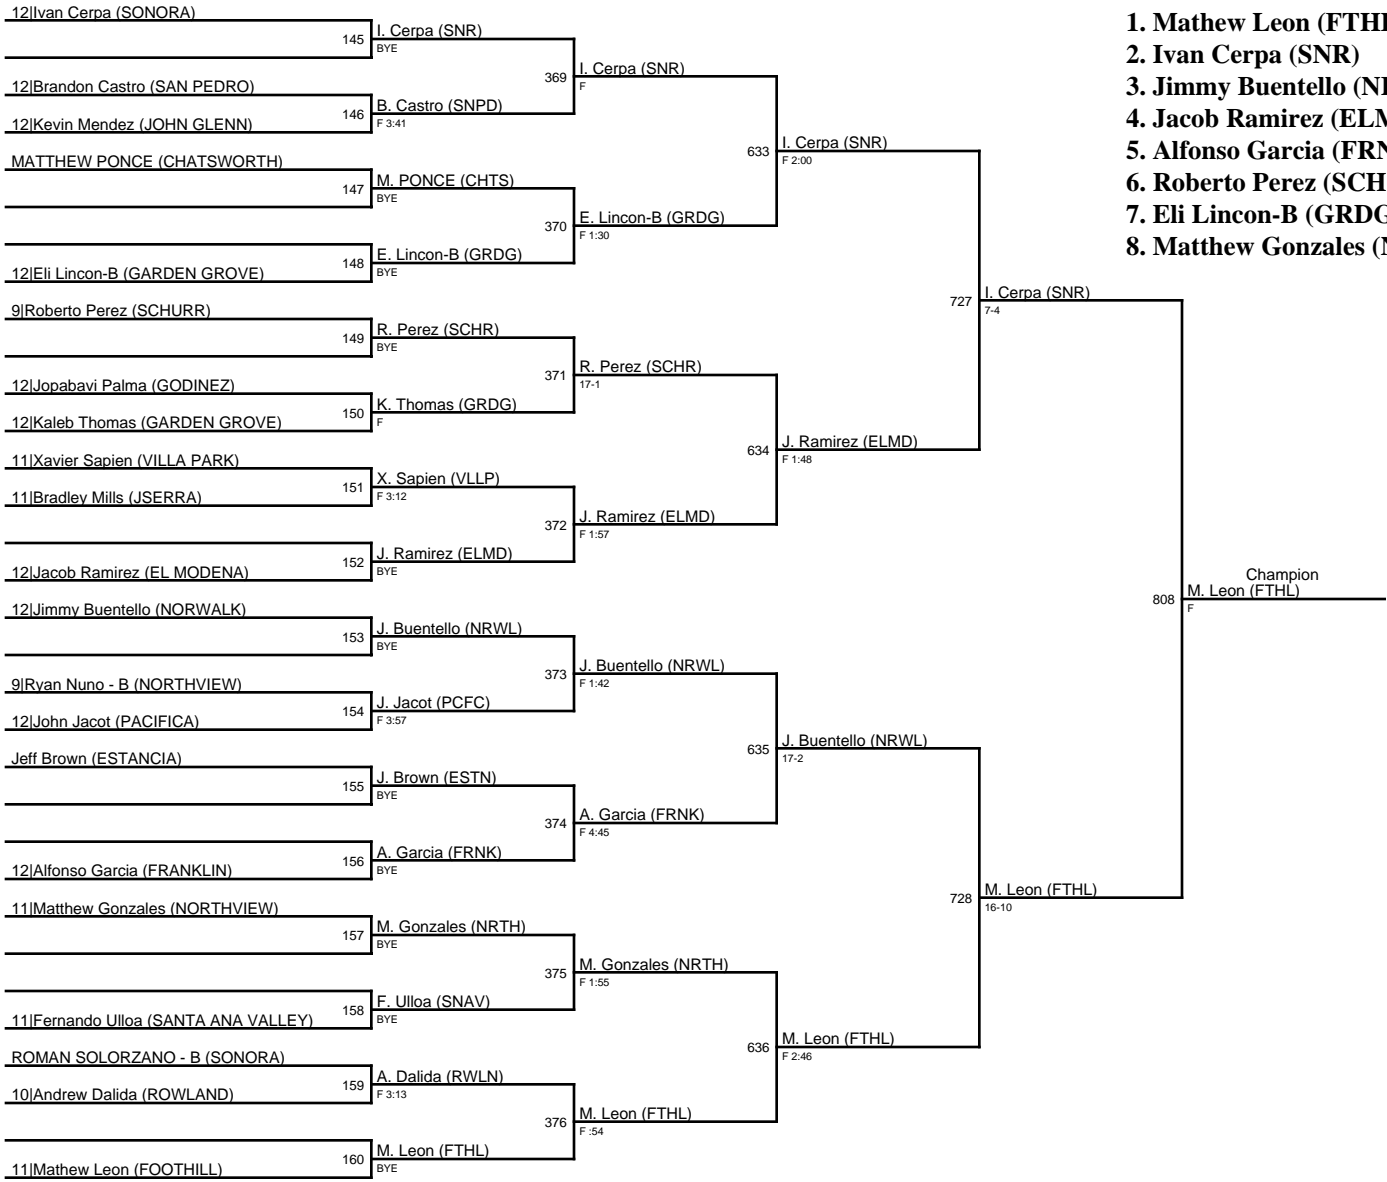 12|Ivan Cerpa (SONORA)
145
I. Cerpa (SNR)
BYE
12|Brandon Castro (SAN PEDRO)
12|Kevin Mendez (JOHN GLENN)
146
B. Castro (SNPD)
F 3:41
MATTHEW PONCE (CHATSWORTH)
147
M. PONCE (CHTS)
BYE
148
E. Lincon-B (GRDG)
BYE
12|Eli Lincon-B (GARDEN GROVE)
9|Roberto Perez (SCHURR)
149
R. Perez (SCHR)
BYE
12|Jopabavi Palma (GODINEZ)
12|Kaleb Thomas (GARDEN GROVE)
150
K. Thomas (GRDG)
F
11|Xavier Sapien (VILLA PARK)
11|Bradley Mills (JSERRA)
151
X. Sapien (VLLP)
F 3:12
152
J. Ramirez (ELMD)
BYE
12|Jacob Ramirez (EL MODENA)
12|Jimmy Buentello (NORWALK)
153
J. Buentello (NRWL)
BYE
9|Ryan Nuno - B (NORTHVIEW)
12|John Jacot (PACIFICA)
154
J. Jacot (PCFC)
F 3:57
Jeff Brown (ESTANCIA)
155
J. Brown (ESTN)
BYE
156
A. Garcia (FRNK)
BYE
12|Alfonso Garcia (FRANKLIN)
11|Matthew Gonzales (NORTHVIEW)
157
M. Gonzales (NRTH)
BYE
158
F. Ulloa (SNAV)
BYE
11|Fernando Ulloa (SANTA ANA VALLEY)
ROMAN SOLORZANO - B (SONORA)
10|Andrew Dalida (ROWLAND)
159
A. Dalida (RWLN)
F 3:13
160
M. Leon (FTHL)
BYE
11|Mathew Leon (FOOTHILL)
369
I. Cerpa (SNR)
F
370
E. Lincon-B (GRDG)
F 1:30
371
R. Perez (SCHR)
17-1
372
J. Ramirez (ELMD)
F 1:57
373
J. Buentello (NRWL)
F 1:42
374
A. Garcia (FRNK)
F 4:45
375
M. Gonzales (NRTH)
F 1:55
376
M. Leon (FTHL)
F :54
633
I. Cerpa (SNR)
F 2:00
634
J. Ramirez (ELMD)
F 1:48
635
J. Buentello (NRWL)
17-2
636
M. Leon (FTHL)
F 2:46
727
I. Cerpa (SNR)
7-4
728
M. Leon (FTHL)
16-10
808
Champion
M. Leon (FTHL)
F
1. Mathew Leon (FTHL
2. Ivan Cerpa (SNR)
3. Jimmy Buentello
4. Jacob Ramirez (ELM
5. Alfonso Garcia (FRN
6. Roberto Perez (SCH
7. Eli Lincon-B (GRDG
8. Matthew Gonzales